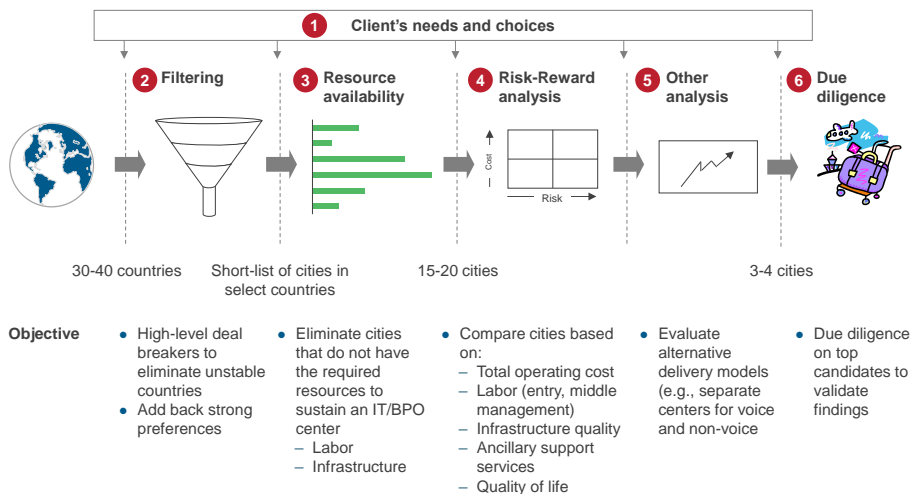 1 Client's needs and choices
2 Filtering
3 Resource
availability
4 Risk-Reward
analysis
5 Other
analysis
6 Due
diligence
Cost
Risk
30-40 countries
Short-list of cities in
select countries
15-20 cities
3-4 cities
Objective
● High-level deal
breakers to
eliminate unstable
countries
● Add back strong
preferences
● Eliminate cities
that do not have
the required
resources to
sustain an IT/BPO
center
– Labor
– Infrastructure
● Compare cities based
on:
– Total operating cost
– Labor (entry, middle
management)
– Infrastructure quality
– Ancillary support
services
– Quality of life
● Evaluate
alternative
delivery models
(e.g., separate
centers for voice
and non-voice
● Due diligence
on top
candidates to
validate
findings